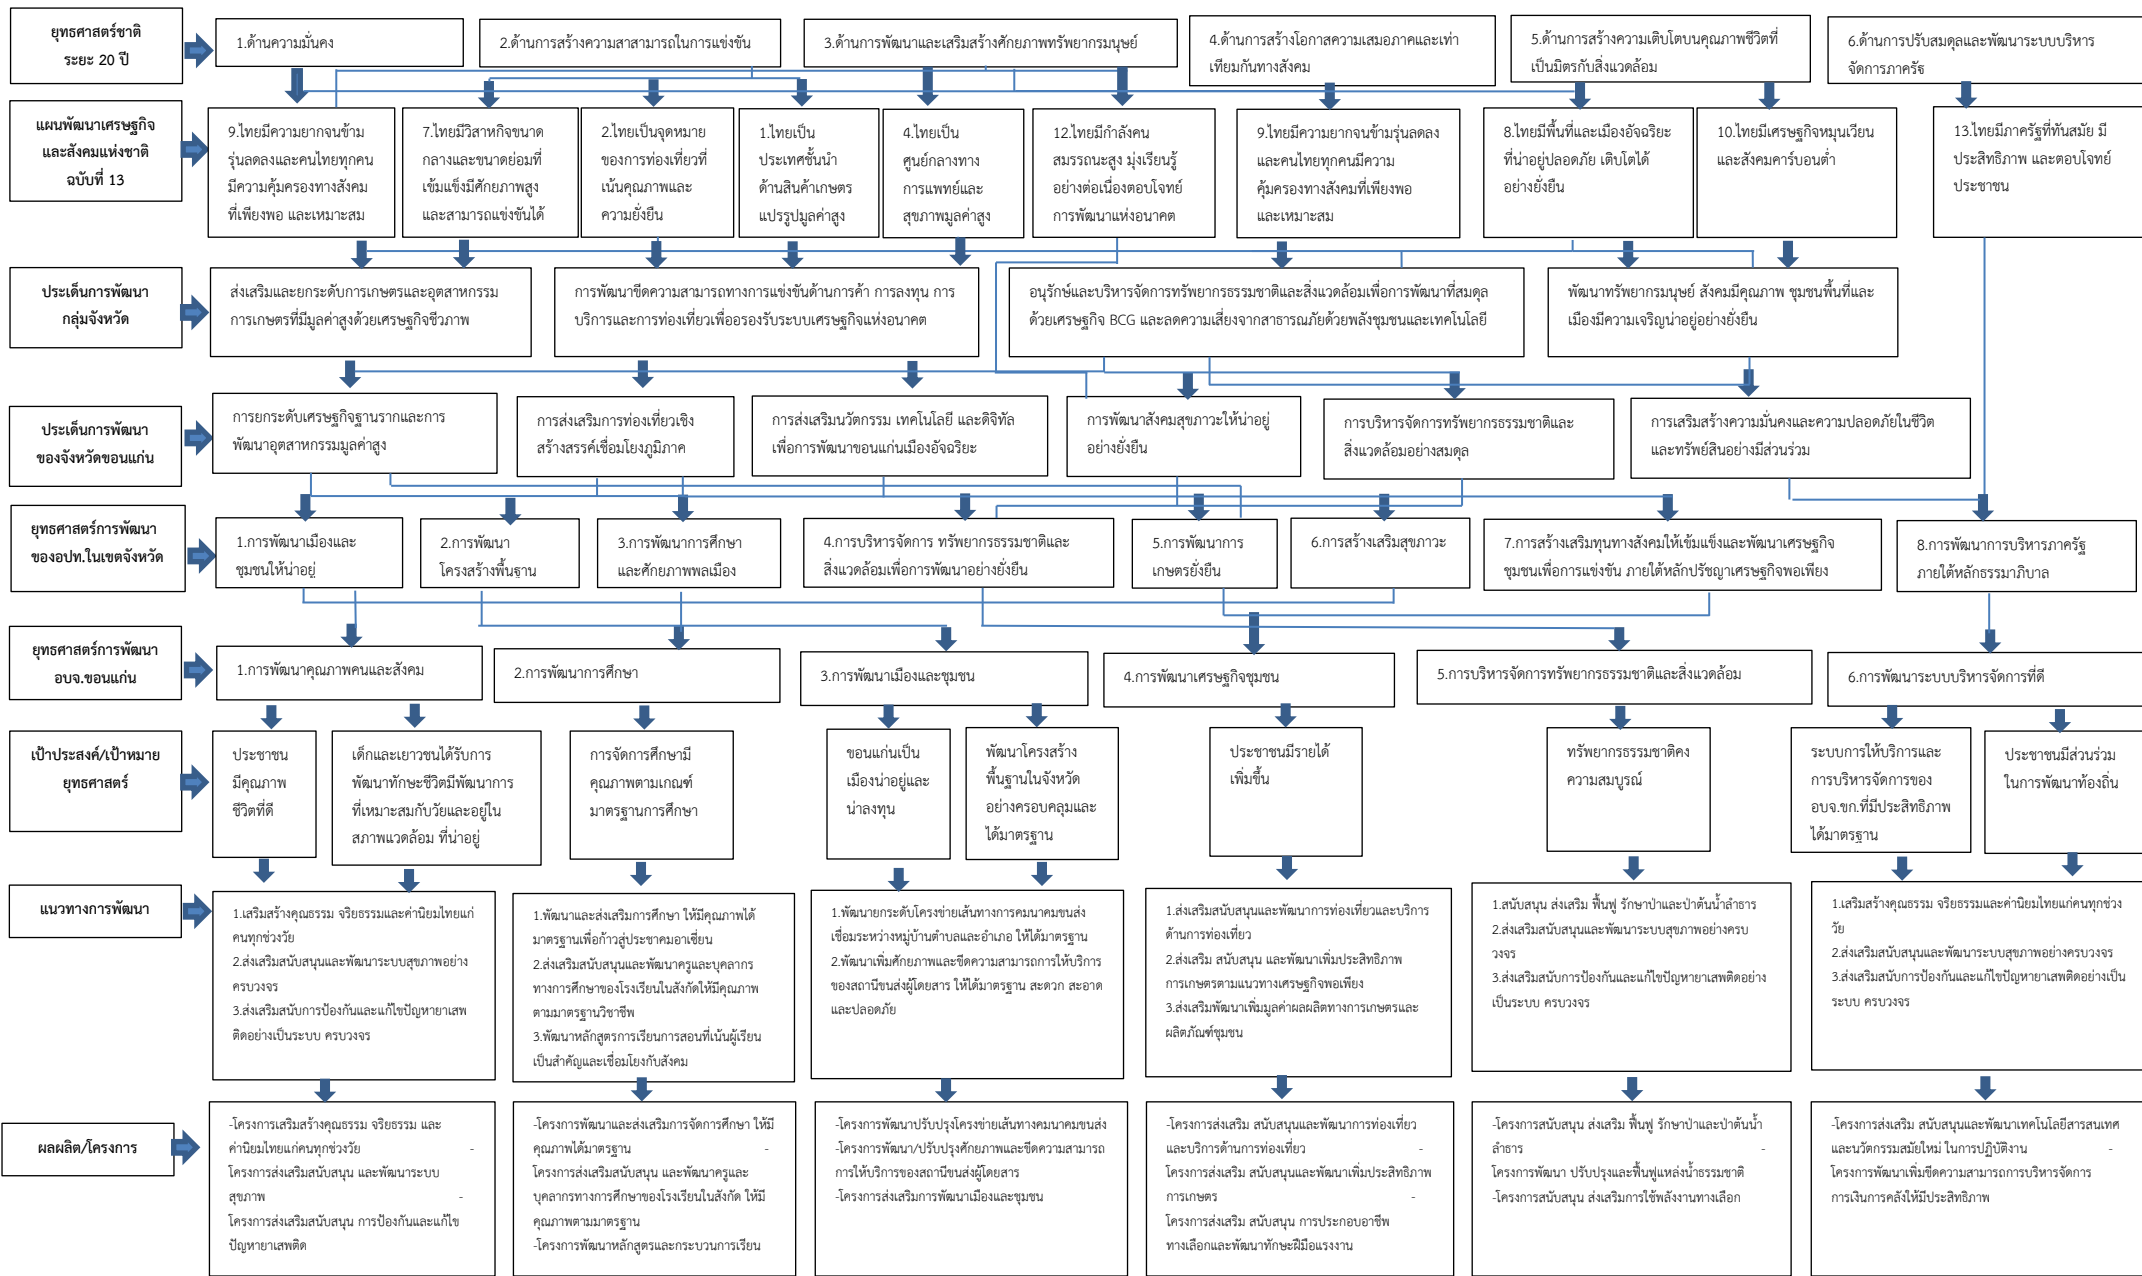 ยุทธศาสตร์ชาติ
ระยะ 20 ปี
1.ด้านความมั่นคง
2.ด้านการสร้างความสาสามารถในการแข่งขัน
3.ด้านการพัฒนาและเสริมสร้างศักยภาพทรัพยากรมนุษย์
4.ด้านการสร้างโอกาสความเสมอภาคและเท่า
เทียมกันทางสังคม
5.ด้านการสร้างความเติบโตบนคุณภาพชีวิตที่
เป็นมิตรกับสิ่งแวดล้อม
6.ด้านการปรับสมดุลและพัฒนาระบบบริหาร
จัดการภาครัฐ
แผนพัฒนาเศรษฐกิจ
และสังคมแห่งชาติ
ฉบับที่ 13
9.ไทยมีความยากจนข้าม
รุ่นลดลงและคนไทยทุกคน
มีความคุ้มครองทางสังคม
ที่เพียงพอ และเหมาะสม
7.ไทยมีวิสาหกิจขนาด
กลางและขนาดย่อมที่
เข้มแข็งมีศักยภาพสูง
และสามารถแข่งขันได้
2.ไทยเป็นจุดหมาย
ของการท่องเที่ยวที่
เน้นคุณภาพและ
ความยั่งยืน
1.ไทยเป็น
ประเทศชั้นนำ
ด้านสินค้าเกษตร
แปรรูปมูลค่าสูง
4.ไทยเป็น
ศูนย์กลางทาง
การแพทย์และ
สุขภาพมูลค่าสูง
12.ไทยมีกำลังคน
สมรรถนะสูง มุ่งเรียนรู้
อย่างต่อเนื่องตอบโจทย์
การพัฒนาแห่งอนาคต
9.ไทยมีความยากจนข้ามรุ่นลดลง
และคนไทยทุกคนมีความ
คุ้มครองทางสังคมที่เพียงพอ
และเหมาะสม
8.ไทยมีพื้นที่และเมืองอัจฉริยะ
ที่น่าอยู่ปลอดภัย เติบโตได้
อย่างยั่งยืน
10.ไทยมีเศรษฐกิจหมุนเวียน
และสังคมคาร์บอนต่ำ
13.ไทยมีภาครัฐที่ทันสมัย มี
ประสิทธิภาพ และตอบโจทย์
ประชาชน
ประเด็นการพัฒนา
กลุ่มจังหวัด
ส่งเสริมและยกระดับการเกษตรและอุตสาหกรรม
การเกษตรที่มีมูลค่าสูงด้วยเศรษฐกิจชีวภาพ
การพัฒนาขีดความสามารถทางการแข่งขันด้านการค้า การลงทุน การ
บริการและการท่องเที่ยวเพื่ออรองรับระบบเศรษฐกิจแห่งอนาคต
อนุรักษ์และบริหารจัดการทรัพยากรธรรมชาติและสิ่งแวดล้อมเพื่อการพัฒนาที่สมดุล
ด้วยเศรษฐกิจ BCG และลดความเสี่ยงจากสาธารณภัยด้วยพลังชุมชนและเทคโนโลยี
พัฒนาทรัพยากรมนุษย์ สังคมมีคุณภาพ ชุมชนพื้นที่และ
เมืองมีความเจริญน่าอยู่อย่างยั่งยืน
ประเด็นการพัฒนา
ของจังหวัดขอนแก่น
การยกระดับเศรษฐกิจฐานรากและการ
พัฒนาอุตสาหกรรมมูลค่าสูง
การส่งเสริมการท่องเที่ยวเชิง
สร้างสรรค์เชื่อมโยงภูมิภาค
การส่งเสริมนวัตกรรม เทคโนโลยี และดิจิทัล
เพื่อการพัฒนาขอนแก่นเมืองอัจฉริยะ
การพัฒนาสังคมสุขภาวะให้น่าอยู่
อย่างยั่งยืน
การบริหารจัดการทรัพยากรธรรมชาติและ
สิ่งแวดล้อมอย่างสมดุล
การเสริมสร้างความมั่นคงและความปลอดภัยในชีวิต
และทรัพย์สินอย่างมีส่วนร่วม
ยุทธศาสตร์การพัฒนา
ของอปท.ในเขตจังหวัด
1.การพัฒนาเมืองและ
ชุมชนให้น่าอยู่
2.การพัฒนา
โครงสร้างพื้นฐาน
3.การพัฒนาการศึกษา
และศักยภาพพลเมือง
4.การบริหารจัดการ ทรัพยากรธรรมชาติและ
สิ่งแวดล้อมเพื่อการพัฒนาอย่างยั่งยืน
5.การพัฒนาการ
เกษตรยั่งยืน
6.การสร้างเสริมสุขภาวะ
7.การสร้างเสริมทุนทางสังคมให้เข้มแข็งและพัฒนาเศรษฐกิจ
ชุมชนเพื่อการแข่งขัน ภายใต้หลักปรัชญาเศรษฐกิจพอเพียง
8.การพัฒนาการบริหารภาครัฐ
ภายใต้หลักธรรมาภิบาล
ยุทธศาสตร์การพัฒนา
อบจ.ขอนแก่น
1.การพัฒนาคุณภาพคนและสังคม
2.การพัฒนาการศึกษา
3.การพัฒนาเมืองและชุมชน
4.การพัฒนาเศรษฐกิจชุมชน
5.การบริหารจัดการทรัพยากรธรรมชาติและสิ่งแวดล้อม
6.การพัฒนาระบบบริหารจัดการที่ดี
เป้าประสงค์/เป้าหมาย
ยุทธศาสตร์
ประชาชน
มีคุณภาพ
ชีวิตที่ดี
เด็กและเยาวชนได้รับการ
พัฒนาทักษะชีวิตมีพัฒนาการ
ที่เหมาะสมกับวัยและอยู่ใน
สภาพแวดล้อม ที่น่าอยู่
การจัดการศึกษามี
คุณภาพตามเกณฑ์
มาตรฐานการศึกษา
ขอนแก่นเป็น
เมืองน่าอยู่และ
น่าลงทุน
พัฒนาโครงสร้าง
พื้นฐานในจังหวัด
อย่างครอบคลุมและ
ได้มาตรฐาน
ประชาชนมีรายได้
เพิ่มขึ้น
ทรัพยากรธรรมชาติคง
ความสมบูรณ์
ระบบการให้บริการและ
การบริหารจัดการของ
อบจ.ขก.ที่มีประสิทธิภาพ
ได้มาตรฐาน
ประชาชนมีส่วนร่วม
ในการพัฒนาท้องถิ่น
แนวทางการพัฒนา
1.เสริมสร้างคุณธรรม จริยธรรมและค่านิยมไทยแก่
คนทุกช่วงวัย
2.ส่งเสริมสนับสนุนและพัฒนาระบบสุขภาพอย่าง
ครบวงจร
3.ส่งเสริมสนับการป้องกันและแก้ไขปัญหายาเสพ
ติดอย่างเป็นระบบ ครบวงจร
1.พัฒนาและส่งเสริมการศึกษา ให้มีคุณภาพได้
มาตรฐานเพื่อก้าวสู่ประชาคมอาเซียน
2.ส่งเสริมสนับสนุนและพัฒนาครูและบุคลากร
ทางการศึกษาของโรงเรียนในสังกัดให้มีคุณภาพ
ตามมาตรฐานวิชาชีพ
3.พัฒนาหลักสูตรการเรียนการสอนที่เน้นผู้เรียน
เป็นสำคัญและเชื่อมโยงกับสังคม
1.พัฒนายกระดับโครงข่ายเส้นทางการคมนาคมขนส่ง
เชื่อมระหว่างหมู่บ้านตำบลและอำเภอ ให้ได้มาตรฐาน
2.พัฒนาเพิ่มศักยภาพและขีดความสามารถการให้บริการ
ของสถานีขนส่งผู้โดยสาร ให้ได้มาตรฐาน สะดวก สะอาด
และปลอดภัย
1.ส่งเสริมสนับสนุนและพัฒนาการท่องเที่ยวและบริการ
ด้านการท่องเที่ยว
2.ส่งเสริม สนับสนุน และพัฒนาเพิ่มประสิทธิภาพ
การเกษตรตามแนวทางเศรษฐกิจพอเพียง
3.ส่งเสริมพัฒนาเพิ่มมูลค่าผลผลิตทางการเกษตรและ
ผลิตภัณฑ์ชุมชน
1.สนับสนุน ส่งเสริม ฟื้นฟู รักษาป่าและป่าต้นน้ำลำธาร
2.ส่งเสริมสนับสนุนและพัฒนาระบบสุขภาพอย่างครบ
วงจร
3.ส่งเสริมสนับการป้องกันและแก้ไขปัญหายาเสพติดอย่าง
เป็นระบบ ครบวงจร
1.เสริมสร้างคุณธรรม จริยธรรมและค่านิยมไทยแก่คนทุกช่วง
วัย
2.ส่งเสริมสนับสนุนและพัฒนาระบบสุขภาพอย่างครบวงจร
3.ส่งเสริมสนับการป้องกันและแก้ไขปัญหายาเสพติดอย่างเป็น
ระบบ ครบวงจร
ผลผลิต/โครงการ
-โครงการเสริมสร้างคุณธรรม จริยธรรม และ
ค่านิยมไทยแก่คนทุกช่วงวัย -
โครงการส่งเสริมสนับสนุน และพัฒนาระบบ
สุขภาพ -
โครงการส่งเสริมสนับสนุน การป้องกันและแก้ไข
ปัญหายาเสพติด
-โครงการพัฒนาและส่งเสริมการจัดการศึกษา ให้มี
คุณภาพได้มาตรฐาน -
โครงการส่งเสริมสนับสนุน และพัฒนาครูและ
บุคลากรทางการศึกษาของโรงเรียนในสังกัด ให้มี
คุณภาพตามมาตรฐาน
-โครงการพัฒนาหลักสูตรและกระบวนการเรียน
-โครงการพัฒนาปรับปรุงโครงข่ายเส้นทางคมนาคมขนส่ง
-โครงการพัฒนา/ปรับปรุงศักยภาพและขีดความสามารถ
การให้บริการของสถานีขนส่งผู้โดยสาร
-โครงการส่งเสริมการพัฒนาเมืองและชุมชน
-โครงการส่งเสริม สนับสนุนและพัฒนาการท่องเที่ยว
และบริการด้านการท่องเที่ยว -
โครงการส่งเสริม สนับสนุนและพัฒนาเพิ่มประสิทธิภาพ
การเกษตร -
โครงการส่งเสริม สนับสนุน การประกอบอาชีพ
ทางเลือกและพัฒนาทักษะฝีมือแรงงาน
-โครงการสนับสนุน ส่งเสริม ฟื้นฟู รักษาป่าและป่าต้นน้ำ
ลำธาร -
โครงการพัฒนา ปรับปรุงและฟื้นฟูแหล่งน้ำธรรมชาติ
-โครงการสนับสนุน ส่งเสริมการใช้พลังงานทางเลือก
-โครงการส่งเสริม สนับสนุนและพัฒนาเทคโนโลยีสารสนเทศ
และนวัตกรรมสมัยใหม่ ในการปฏิบัติงาน -
โครงการพัฒนาเพิ่มขีดความสามารถการบริหารจัดการ
การเงินการคลังให้มีประสิทธิภาพ